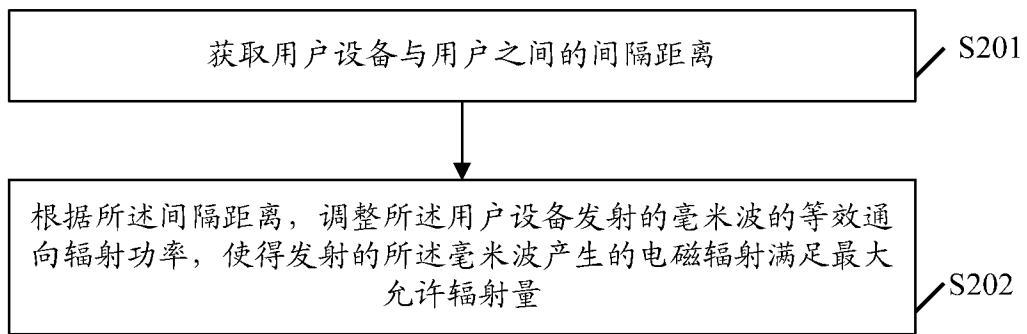 获取用户设备与用户之间的间隔距离
S201
根据所述间隔距离，调整所述用户设备发射的毫米波的等效通
向辐射功率，使得发射的所述毫米波产生的电磁辐射满足最大
允许辐射量
S202